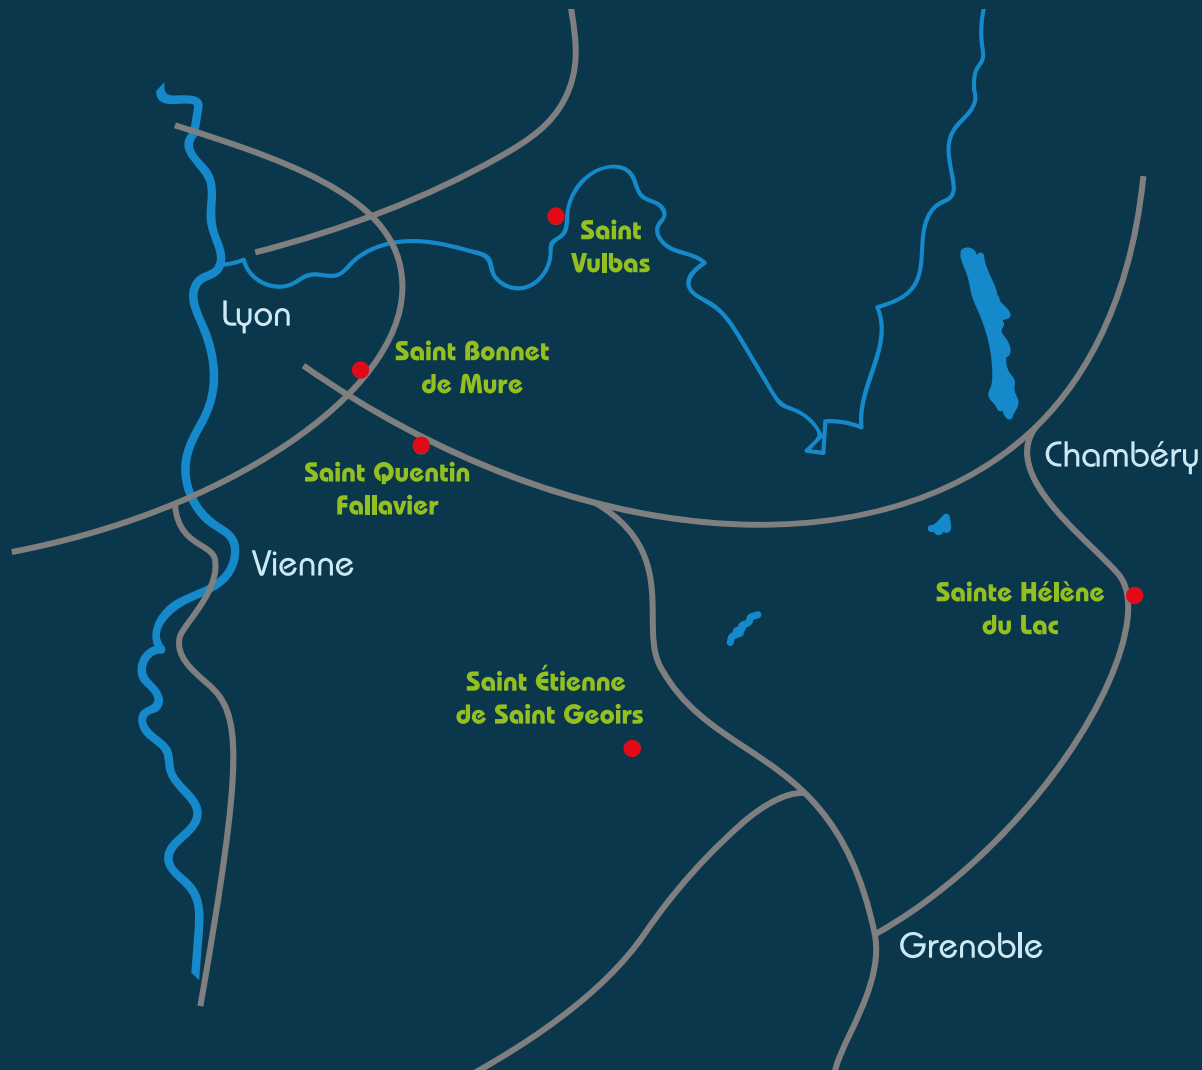 Saint
Vulbas
Lyon
Saint Bonnet
de Mure
Chambéry
Saint Quentin
Fallavier
Vienne
Sainte Hélène
du Lac
Saint Étienne
de Saint Geoirs
Grenoble